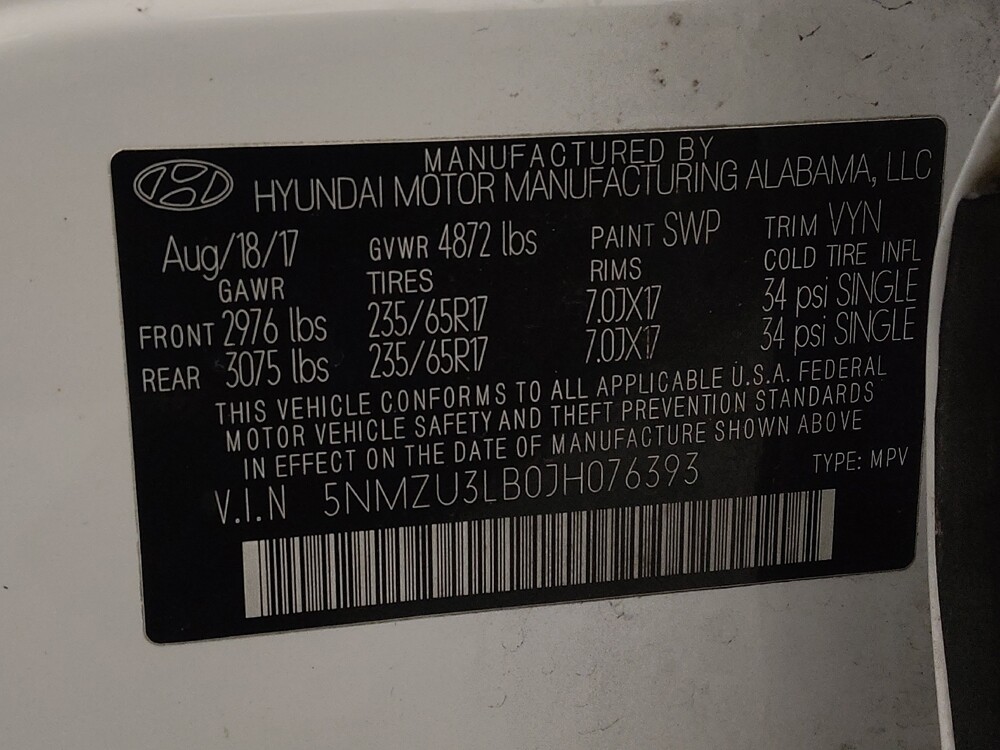 MANUFACTURED BY
HYUNDAI MOTOR MANUFACTURING ALABAMA, LLC
Aug/18/17 GVWR 4872 lbs PAINT SWP TRIM VYN
GAWR TIRES RIMS COLD TIRE INFL
FRONT 2976 lbs 235/65R17 7.0JX17 34 psi SINGLE
REAR 3075 lbs 235/65R17 7.0JX17 34 psi SINGLE
THIS VEHICLE CONFORMS TO ALL APPLICABLE U.S.A. FEDERAL
MOTOR VEHICLE SAFETY AND THEFT PREVENTION STANDARDS
IN EFFECT ON THE DATE OF MANUFACTURE SHOWN ABOVE
V.I.N 5NMZU3LB0JH076393 TYPE: MPV